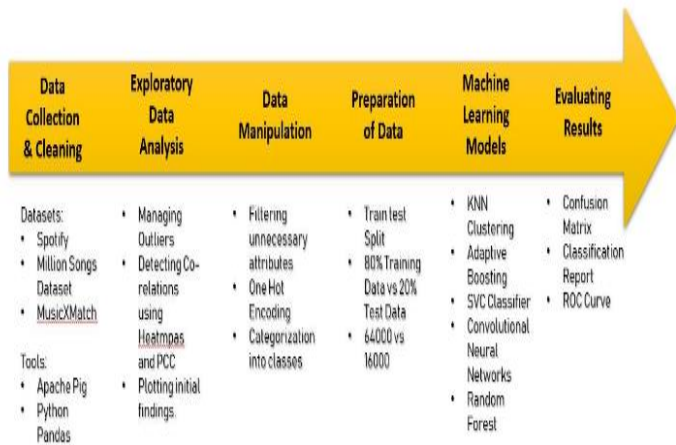 Data
Collection
& Cleaning
Exploratory
Data
Analysis
Data
Manipulation
Preparation
of Data
Machine
Learning
Models
Evaluating
Results
Datasets:
• Spotify
• Million Songs
Dataset
• MusicXMatch
Tools:
• Apache Pig
• Python
Pandas
• Managing
Outliers
• Detecting Co-
relations
using
Heatmpas
and PCC
• Plotting initial
findings.
• Filtering
unnecessary
attributes
• One Hot
Encoding
• Categorization
into classes
• Train test
Split
• 80% Training
Data vs 20%
Test Data
• 64000 vs
16000
• KNN
Clustering
• Adaptive
Boosting
• SVC Classifier
• Convolutional
Neural
Networks
• Random
Forest
• Confusion
Matrix
• Classification
Report
• ROC Curve